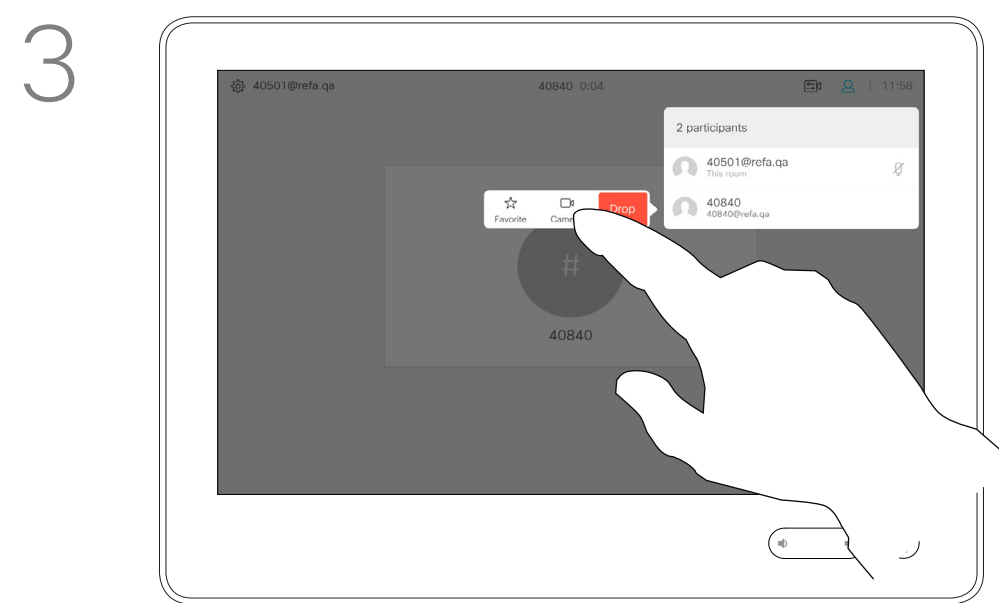 3
40501@refa.qa
40840 0:04
| 11:58
2 participants
40501@refa.qa
This room
40840
40840@refa.qa
Favorite
Drop
#
40840